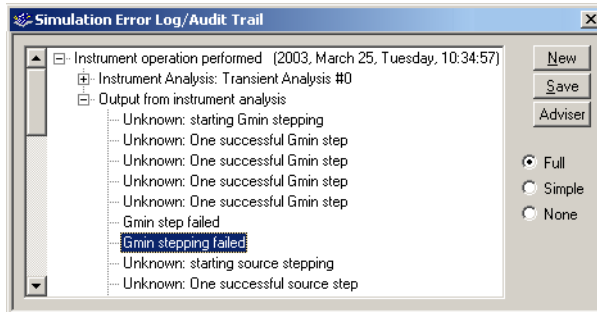 Simulation Error Log/Audit Trail
Instrument operation performed (2003, March 25, Tuesday, 10:34:57)
Instrument Analysis: Transient Analysis #0
Output from instrument analysis
Unknown: starting Gmin stepping
Unknown: One successful Gmin step
Unknown: One successful Gmin step
Unknown: One successful Gmin step
Unknown: One successful Gmin step
Gmin step failed
Gmin stepping failed
Unknown: starting source stepping
Unknown: One successful source step
New
Save
Adviser
Full
Simple
None